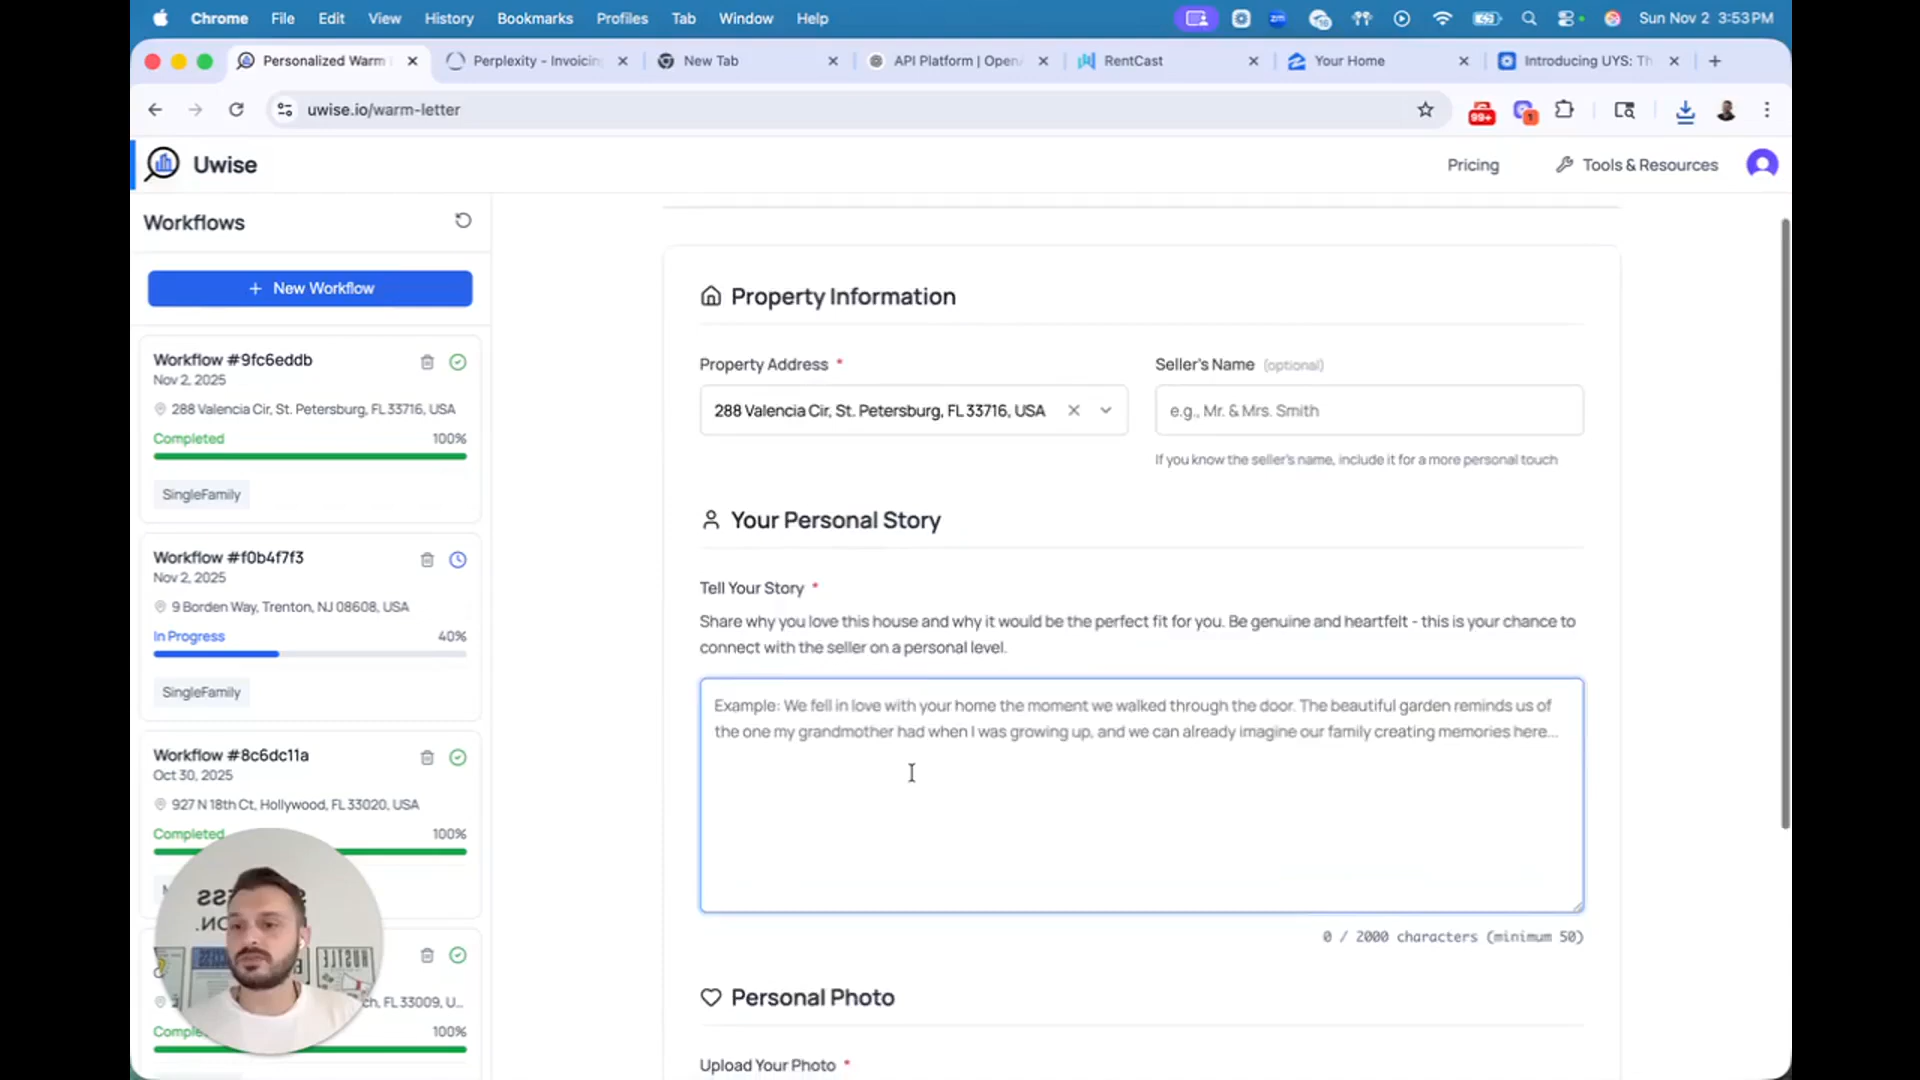 Chrome File Edit View History Bookmarks Profiles Tab Window Help
zm
Sun Nov 2 3:53PM
Personalized Warm
Perplexity - Invoicin
New Tab
API Platform | Open
RentCast
Your Home
Introducing UYS: Th
uwise.io/warm-letter
99+
1
Uwise
Pricing
Tools & Resources
Workflows
+ New Workflow
Workflow #9fc6eddb
Nov 2, 2025
288 Valencia Cir, St. Petersburg, FL 33716, USA
Completed 100%
SingleFamily
Workflow #f0b4f7f3
Nov 2, 2025
9 Borden Way, Trenton, NJ 08608, USA
In Progress 40%
SingleFamily
Workflow #8c6dc11a
Oct 30, 2025
927 N 18th Ct, Hollywood, FL 33020, USA
Completed 100%
ch, FL 33009, U...
Comple 100%
HUSTLE
Property Information
Property Address *
288 Valencia Cir, St. Petersburg, FL 33716, USA
Seller's Name (optional)
e.g., Mr. & Mrs. Smith
If you know the seller's name, include it for a more personal touch
Your Personal Story
Tell Your Story *
Share why you love this house and why it would be the perfect fit for you. Be genuine and heartfelt - this is your chance to
connect with the seller on a personal level.
Example: We fell in love with your home the moment we walked through the door. The beautiful garden reminds us of
the one my grandmother had when I was growing up, and we can already imagine our family creating memories here...
0 / 2000 characters (minimum 50)
Personal Photo
Upload Your Photo *